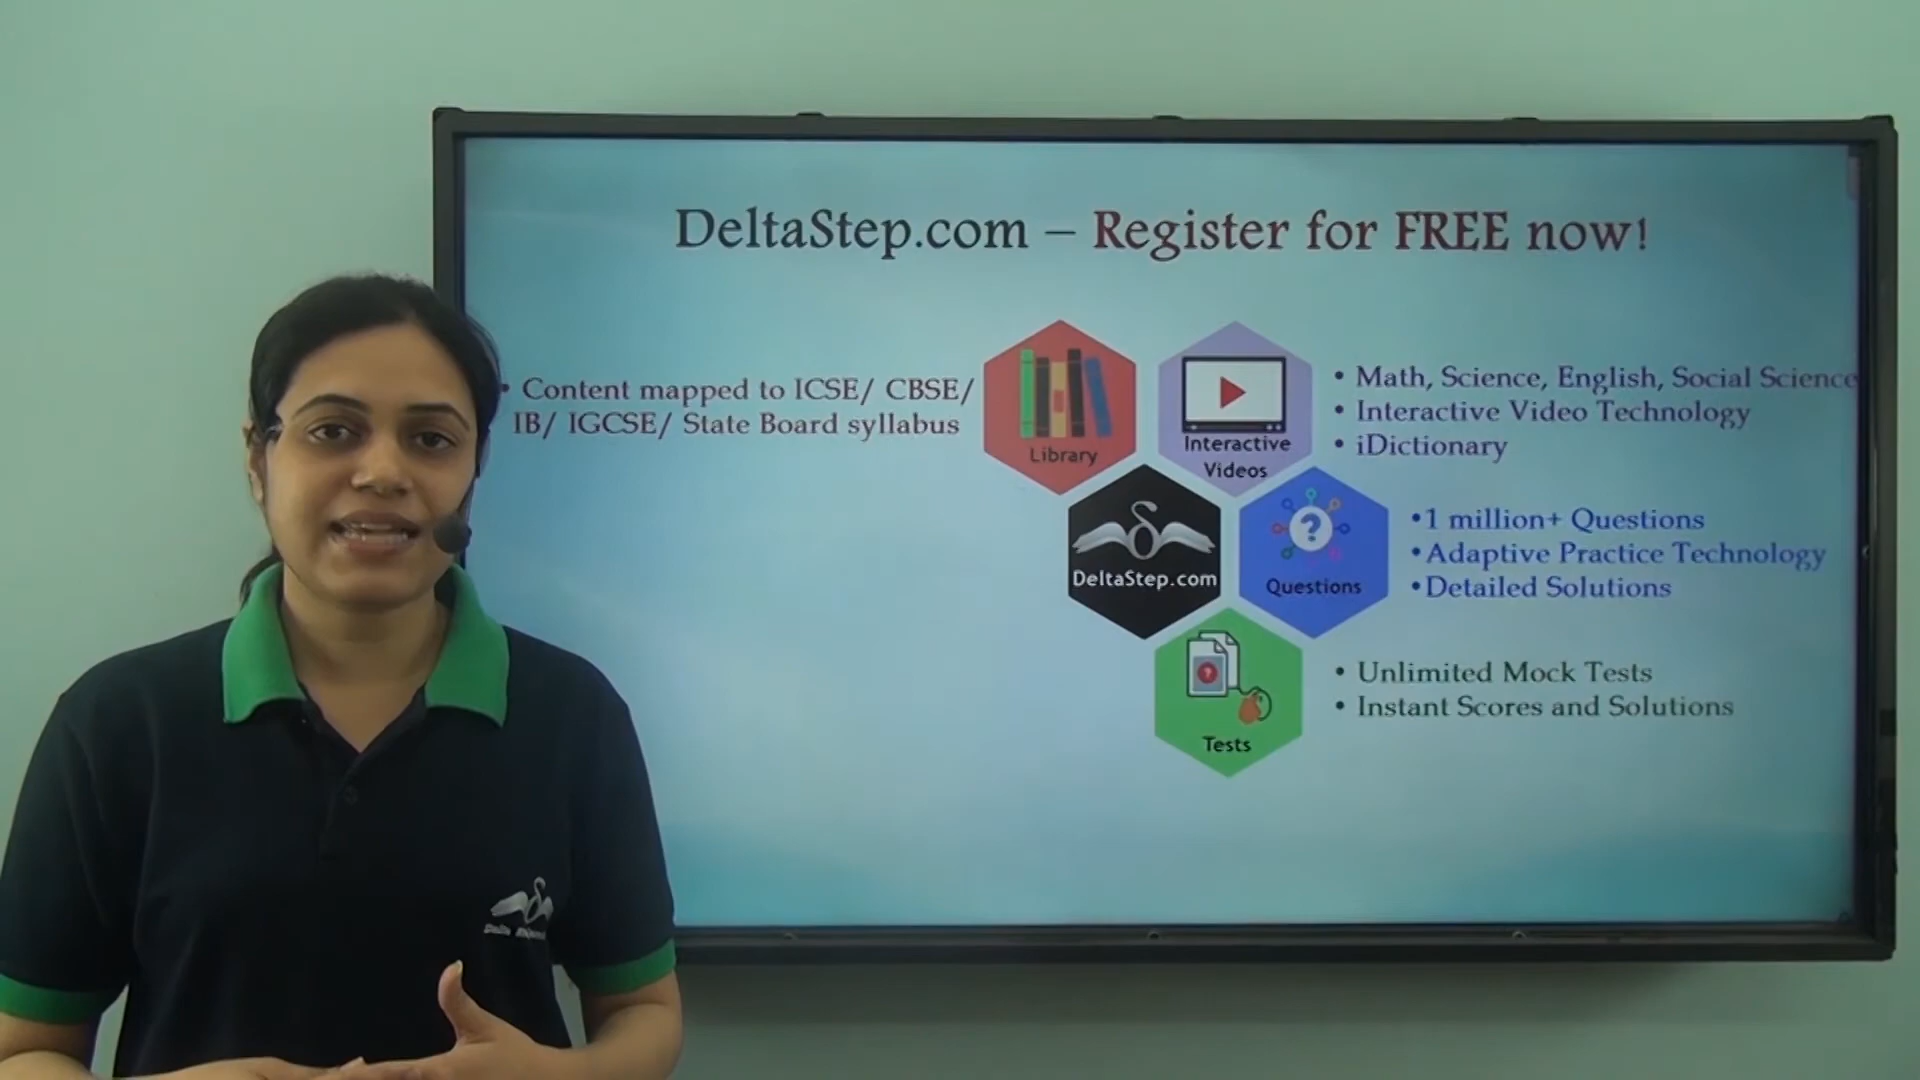 DeltaStep.com – Register for FREE now!
• Content mapped to ICSE/ CBSE/
IB/ IGCSE/ State Board syllabus
Library
Interactive
Videos
• Math, Science, English, Social Science
• Interactive Video Technology
• iDictionary
DeltaStep.com
Questions
•1 million+ Questions
•Adaptive Practice Technology
•Detailed Solutions
Tests
• Unlimited Mock Tests
• Instant Scores and Solutions
Delta